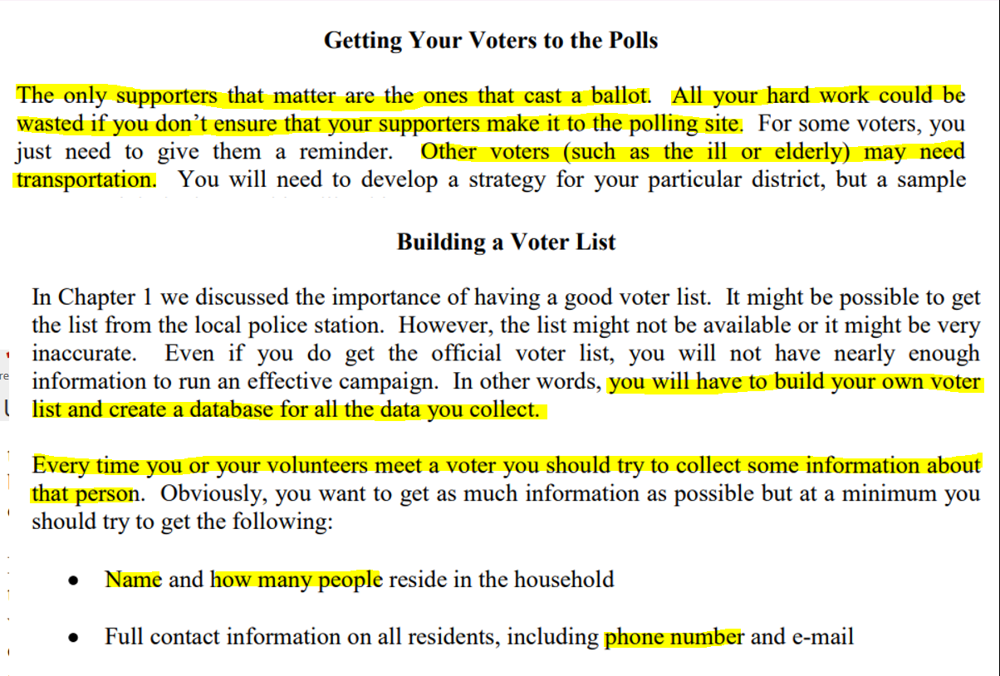 Getting Your Voters to the Polls
The only supporters that matter are the ones that cast a ballot. All your hard work could be
wasted if you don't ensure that your supporters make it to the polling site. For some voters, you
just need to give them a reminder. Other voters (such as the ill or elderly) may need
transportation. You will need to develop a strategy for your particular district, but a sample
Building a Voter List
In Chapter 1 we discussed the importance of having a good voter list. It might be possible to get
the list from the local police station. However, the list might not be available or it might be very
inaccurate. Even if you do get the official voter list, you will not have nearly enough
information to run an effective campaign. In other words, you will have to build your own voter
list and create a database for all the data you collect.
Every time you or your volunteers meet a voter you should try to collect some information about
that person. Obviously, you want to get as much information as possible but at a minimum you
should try to get the following:
• Name and how many people reside in the household
• Full contact information on all residents, including phone number and e-mail